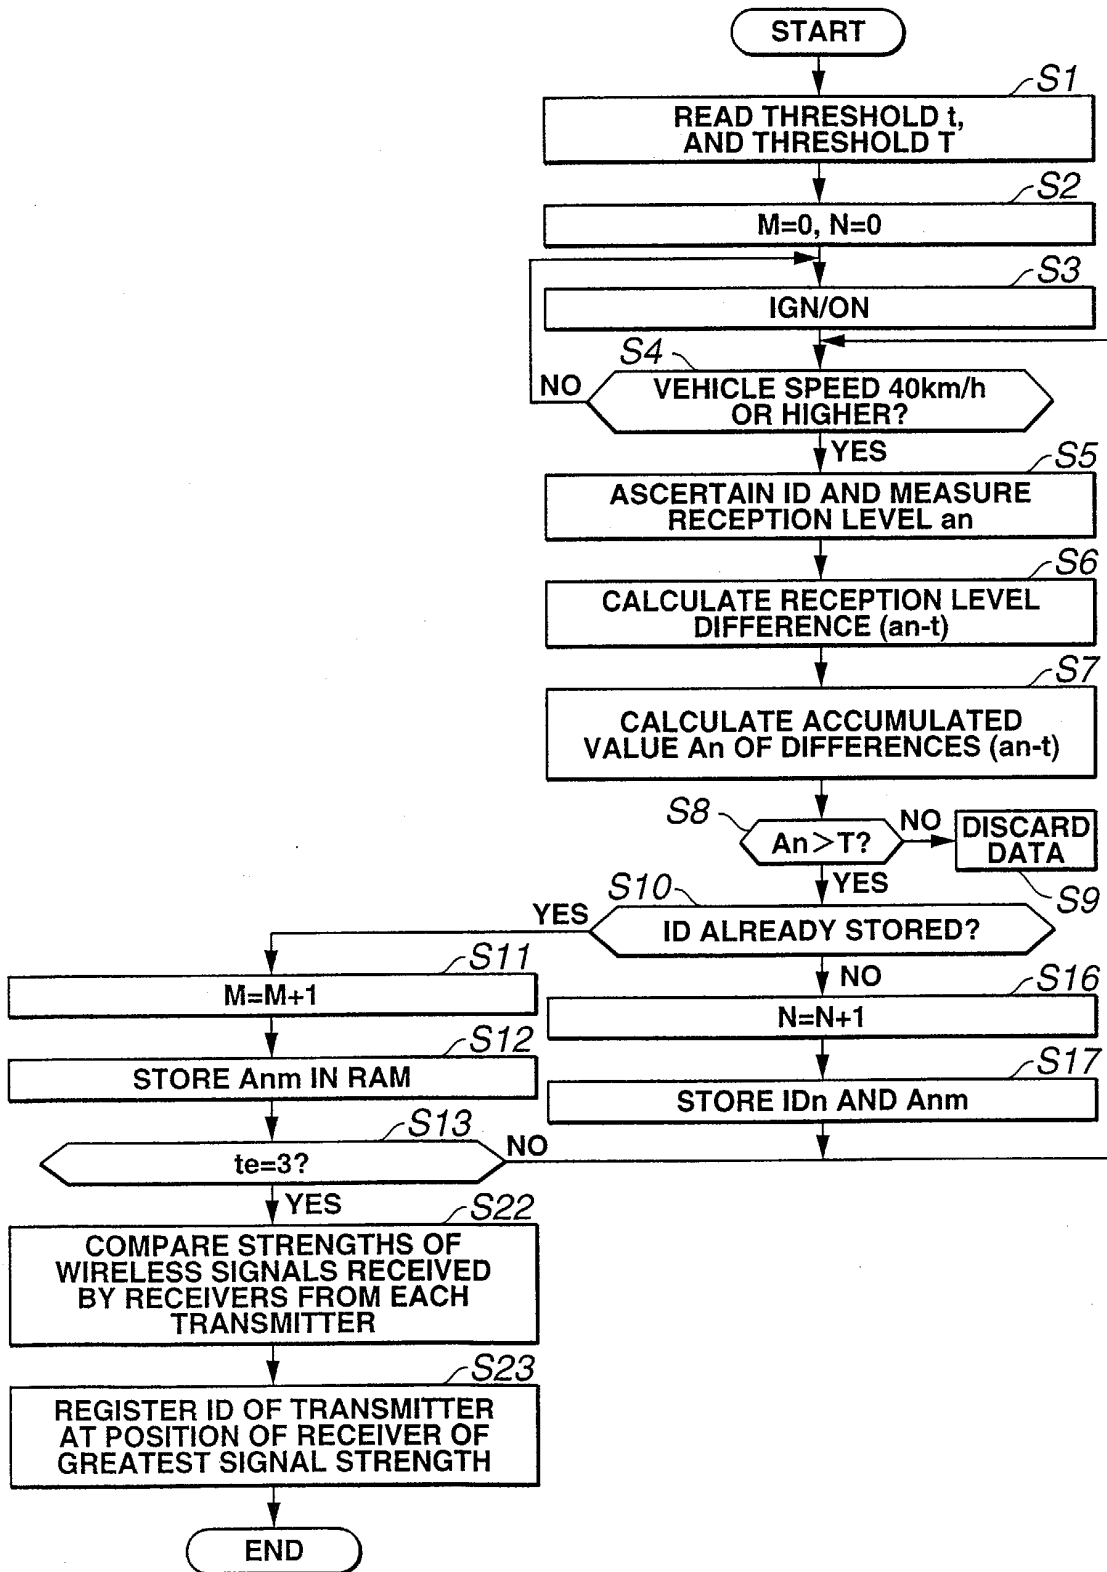 START
S1
READ THRESHOLD t,
AND THRESHOLD T
S2
M=0, N=0
S3
IGN/ON
S4
NO
VEHICLE SPEED 40km/h
OR HIGHER?
YES
S5
ASCERTAIN ID AND MEASURE
RECEPTION LEVEL an
S6
CALCULATE RECEPTION LEVEL
DIFFERENCE (an-t)
S7
CALCULATE ACCUMULATED
VALUE An OF DIFFERENCES (an-t)
S8
An>T?
NO
DISCARD
DATA
S9
YES
S10
YES
ID ALREADY STORED?
NO
S11
M=M+1
S12
STORE Anm IN RAM
S13
te=3?
NO
S16
N=N+1
S17
STORE IDn AND Anm
YES
S22
COMPARE STRENGTHS OF
WIRELESS SIGNALS RECEIVED
BY RECEIVERS FROM EACH
TRANSMITTER
S23
REGISTER ID OF TRANSMITTER
AT POSITION OF RECEIVER OF
GREATEST SIGNAL STRENGTH
END